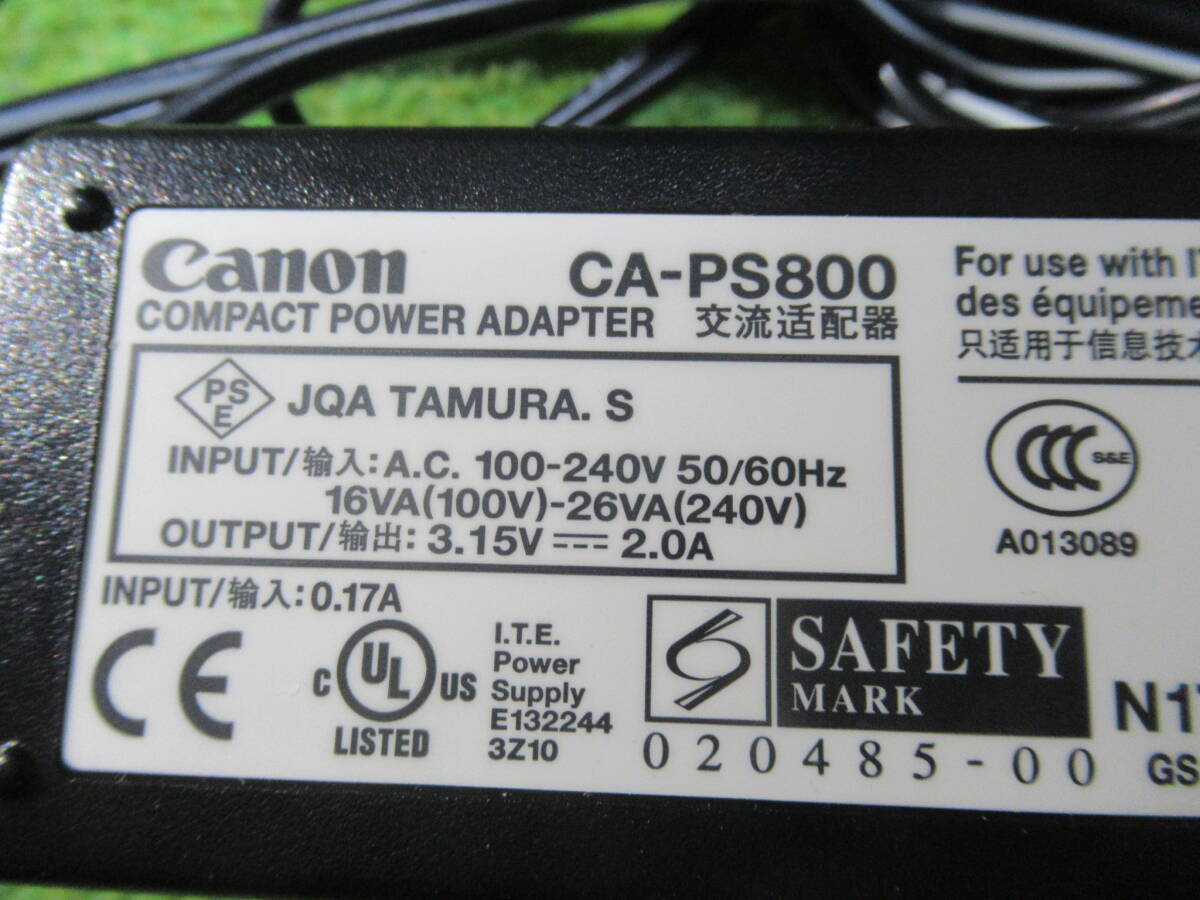 Canon CA-PS800
COMPACT POWER ADAPTER 交流适配器
PSE JQA TAMURA. S
INPUT/输入: A.C. 100-240V 50/60Hz
16VA(100V)-26VA(240V)
OUTPUT/输出: 3.15V 2.0A
INPUT/输入: 0.17A
CE
C UL US
LISTED
I.T.E.
Power
Supply
E132244
3Z10
SAFETY
MARK
020485-00
For use with
des
只适用于信息技
CCC S&E
A013089
GS